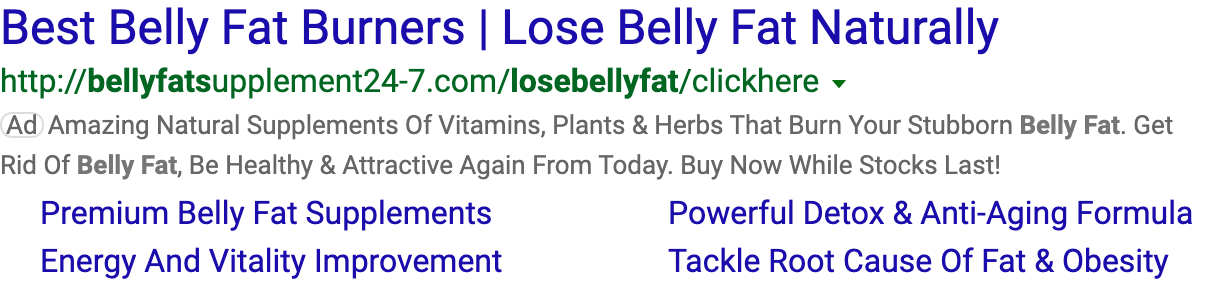 Best Belly Fat Burners | Lose Belly Fat Naturally
http://bellyfatsupplement24-7.com/losebellyfat/clickhere
Ad Amazing Natural Supplements Of Vitamins, Plants & Herbs That Burn Your Stubborn Belly Fat. Get
Rid Of Belly Fat, Be Healthy & Attractive Again From Today. Buy Now While Stocks Last!
Premium Belly Fat Supplements Powerful Detox & Anti-Aging Formula
Energy And Vitality Improvement Tackle Root Cause Of Fat & Obesity